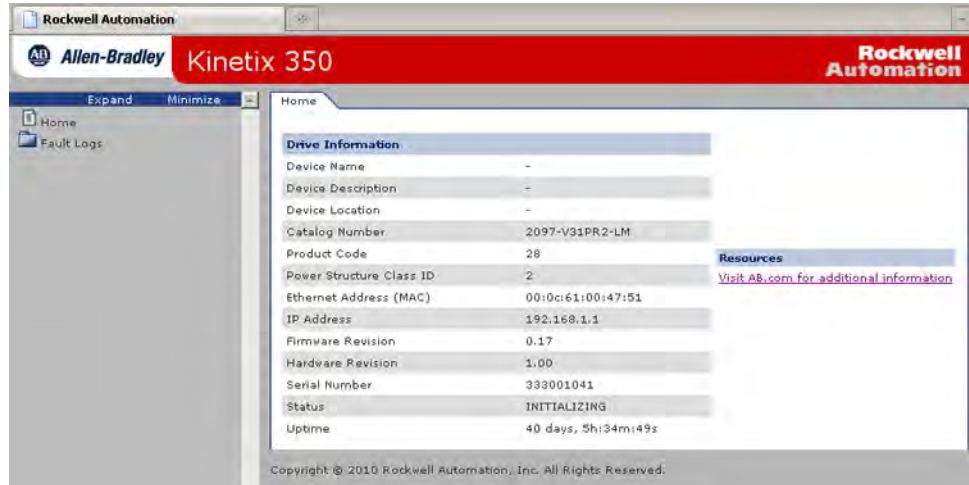 Rockwell Automation
AB Allen-Bradley
Kinetix 350
Rockwell
Automation
Expand Minimize
Home
Fault Logs
Home
Drive Information
Device Name -
Device Description -
Device Location -
Catalog Number 2097-V31PR2-LM
Product Code 28
Power Structure Class ID 2
Ethernet Address (MAC) 00:0c:61:00:47:51
IP Address 192.168.1.1
Firmware Revision 0.17
Hardware Revision 1.00
Serial Number 333001041
Status INITIALIZING
Uptime 40 days, 5h:34m:49s
Resources
Visit AB.com for additional information
Copyright © 2010 Rockwell Automation, Inc. All Rights Reserved.